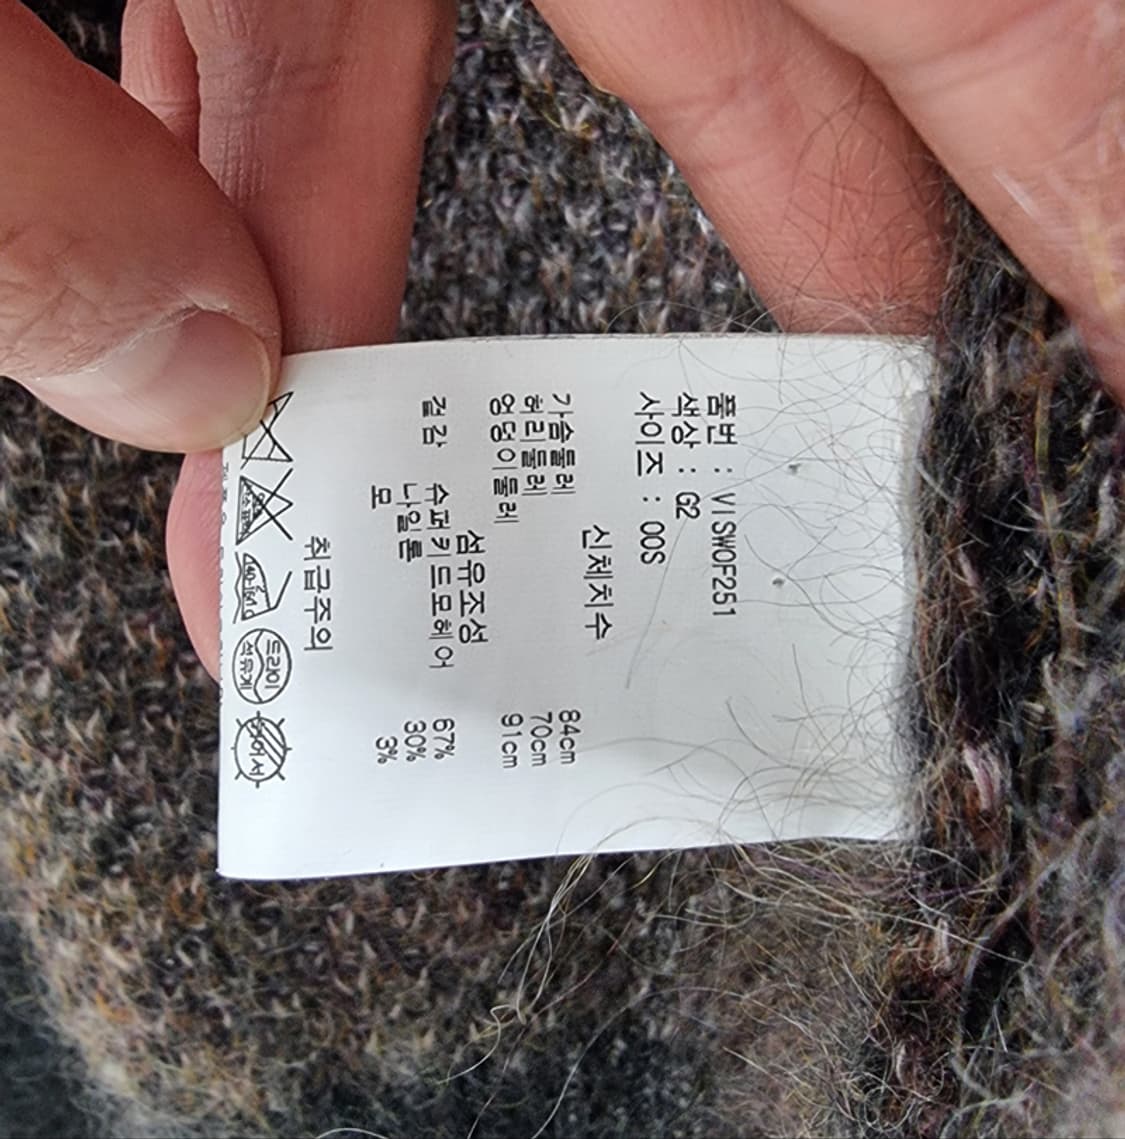 품번 : VISWOF251
색상 : G2
사이즈 : 00S
신체치수
가슴둘레 84cm
허리둘레 70cm
엉덩이둘레 91cm
섬유조성
겉감 슈퍼키드모헤어 67%
나일론 30%
모 3%
취급주의
드라이
석유계